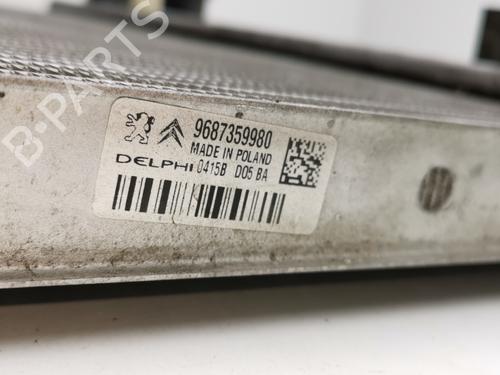 B-PARTS
9687359980
MADE IN POLAND
DELPHI 0415B D05 BA